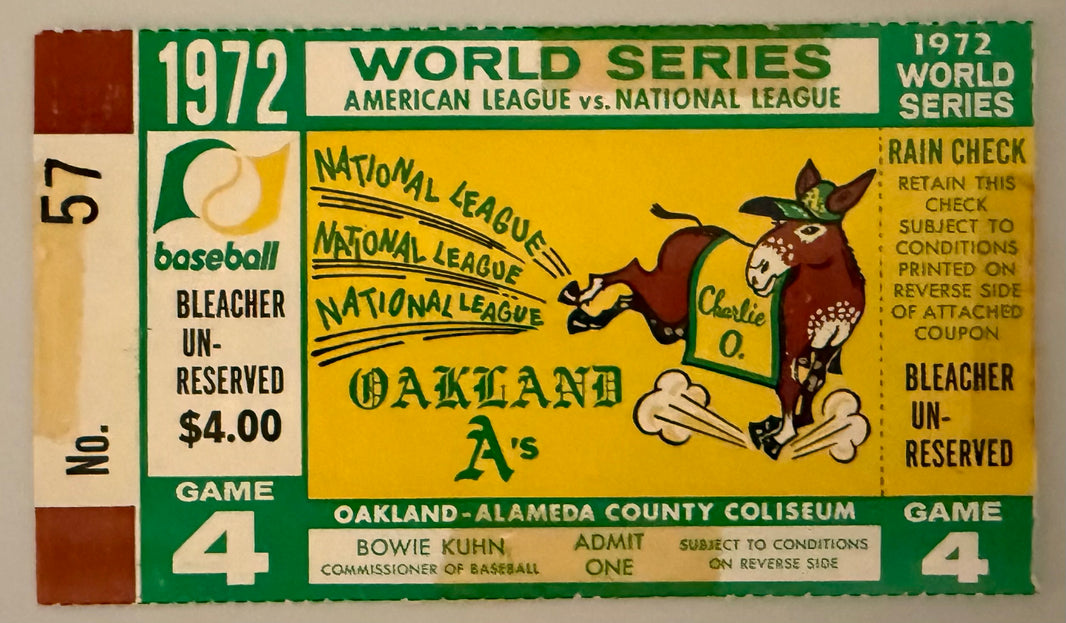 No. 57
1972
baseball
BLEACHER
UN-
RESERVED
$4.00
GAME
4
WORLD SERIES
AMERICAN LEAGUE vs. NATIONAL LEAGUE
NATIONAL LEAGUE
NATIONAL LEAGUE
NATIONAL LEAGUE
Charlie
O.
OAKLAND
A's
OAKLAND-ALAMEDA COUNTY COLISEUM
BOWIE KUHN
COMMISSIONER OF BASEBALL
ADMIT
ONE
SUBJECT TO CONDITIONS
ON REVERSE SIDE
1972
WORLD
SERIES
RAIN CHECK
RETAIN THIS
CHECK
SUBJECT TO
CONDITIONS
PRINTED ON
REVERSE SIDE
OF ATTACHED
COUPON
BLEACHER
UN-
RESERVED
GAME
4